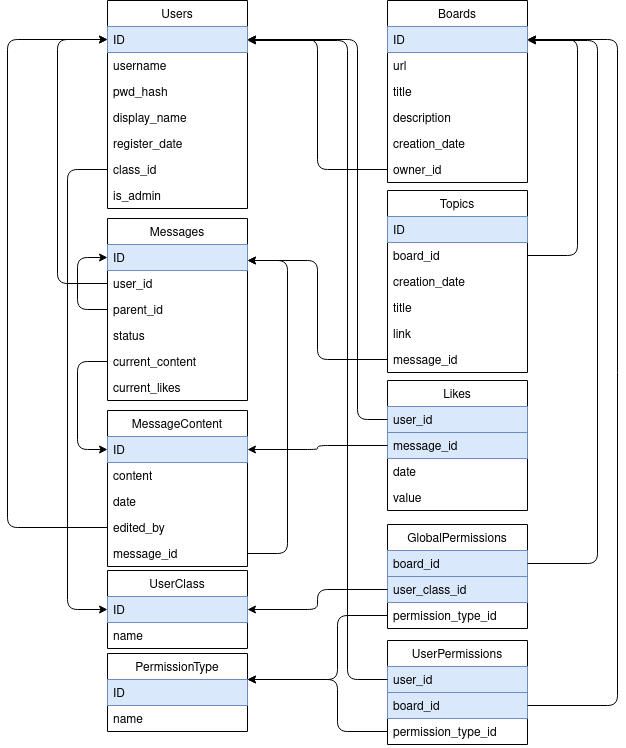 Users
ID
username
pwd_hash
display_name
register_date
class_id
is_admin
Messages
ID
user_id
parent_id
status
current_content
current_likes
MessageContent
ID
content
date
edited_by
message_id
UserClass
ID
name
PermissionType
ID
name
Boards
ID
url
title
description
creation_date
owner_id
Topics
ID
board_id
creation_date
title
link
message_id
Likes
user_id
message_id
date
value
GlobalPermissions
board_id
user_class_id
permission_type_id
UserPermissions
user_id
board_id
permission_type_id